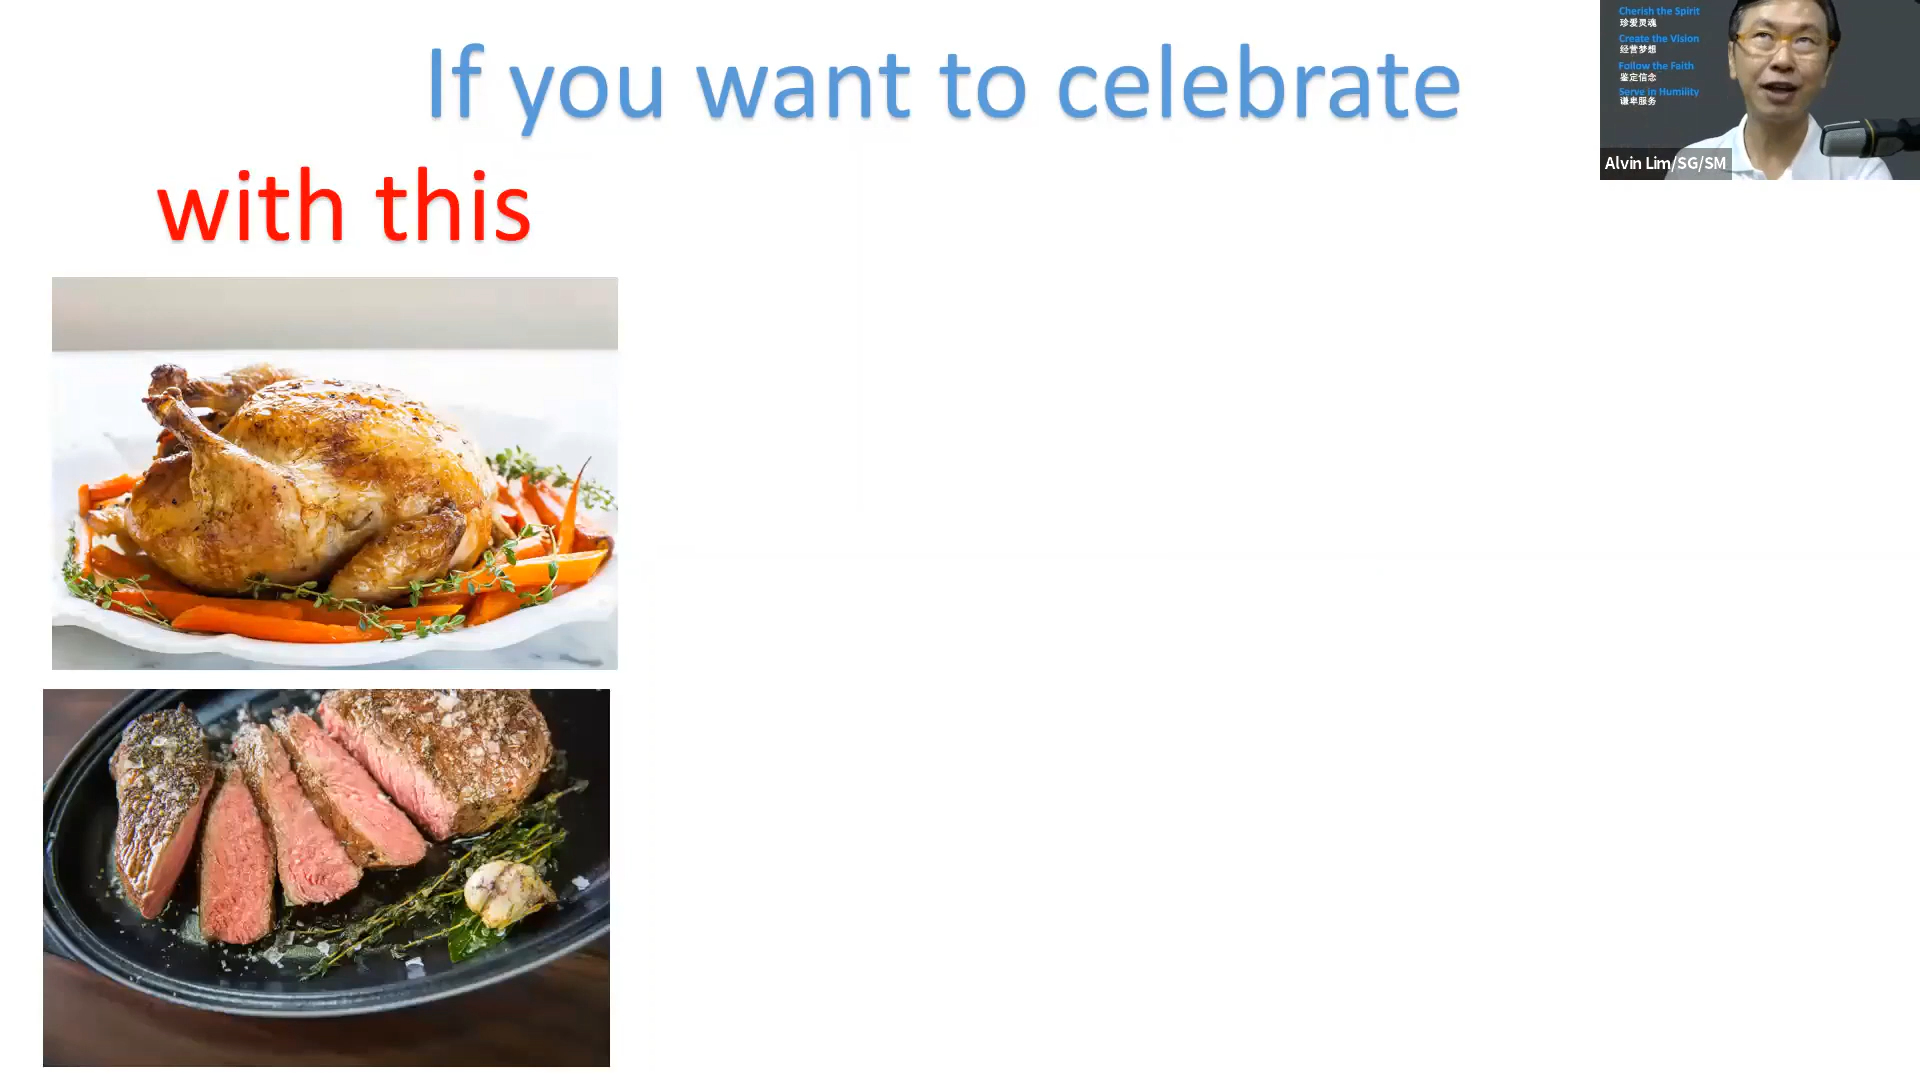 If you want to celebrate
with this
Cherish the Spirit
珍爱灵魂
Create the Vision
经营梦想
Follow the Faith
鉴定信念
Serve in Humility
谦卑服务
Alvin Lim/SG/SM